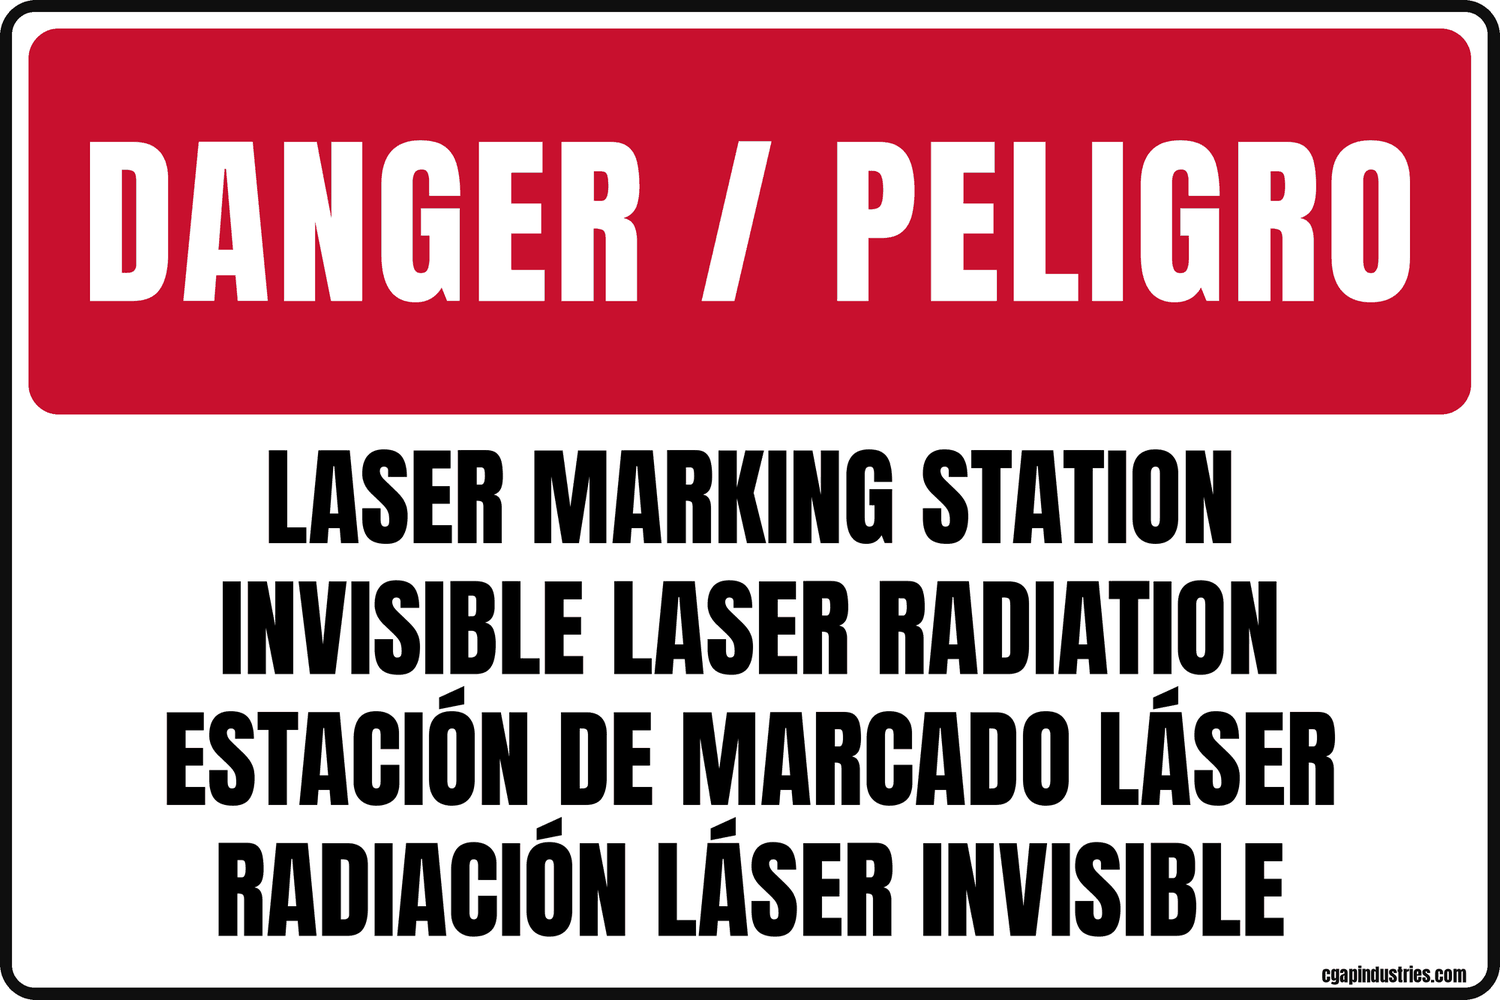 DANGER / PELIGRO
LASER MARKING STATION
INVISIBLE LASER RADIATION
ESTACIÓN DE MARCADO LÁSER
RADIACIÓN LÁSER INVISIBLE
cgapindustries.com